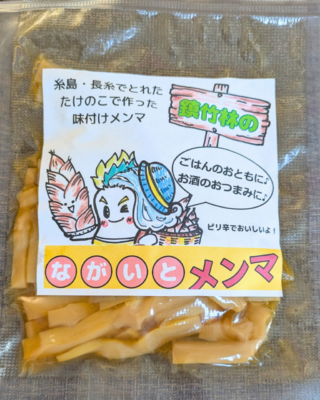 糸島・長糸でとれた
たけのこで作った
味付けメンマ
鏡竹林の
ごはんのおともに♪
お酒のおつまみに♪
ピリ辛でおいしいよ！
ながいとメンマ